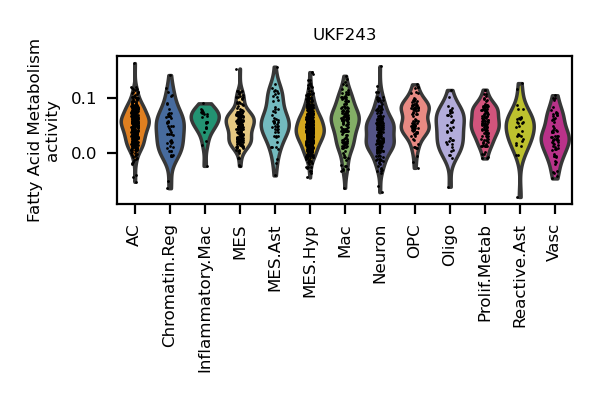 UKF243
Fatty Acid Metabolism
activity
0.1
0.0
AC
Chromatin.Reg
Inflammatory.Mac
MES
MES.Ast
MES.Hyp
Mac
Neuron
OPC
Oligo
Prolif.Metab
Reactive.Ast
Vasc